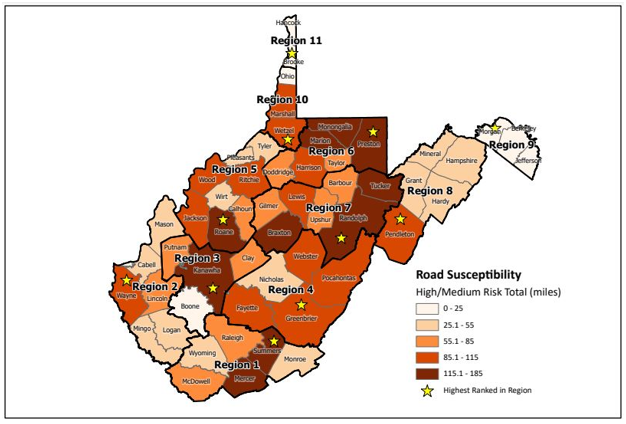 Hancock
Region 11
Brooke
Ohio
Region 10
Marshall
Wetzel
Monongalia
Marion
Preston
Region 6
Tyler
Pleasants
Doddridge
Harrison
Taylor
Region 5
Wood
Ritchie
Barbour
Tucker
Mineral
Hampshire
Grant
Region 8
Hardy
Morgan
Berkeley
Region 9
Jefferson
Wirt
Calhoun
Gilmer
Lewis
Region 7
Upshur
Randolph
Jackson
Roane
Braxton
Pendleton
Mason
Putnam
Region 3
Kanawha
Clay
Webster
Pocahontas
Cabell
Region 2
Wayne
Lincoln
Boone
Nicholas
Region 4
Fayette
Greenbrier
Mingo
Logan
Raleigh
Summers
Wyoming
Region 1
Monroe
McDowell
Mercer
Road Susceptibility
High/Medium Risk Total (miles)
0 - 25
25.1 - 55
55.1 - 85
85.1 - 115
115.1 - 185
Highest Ranked in Region